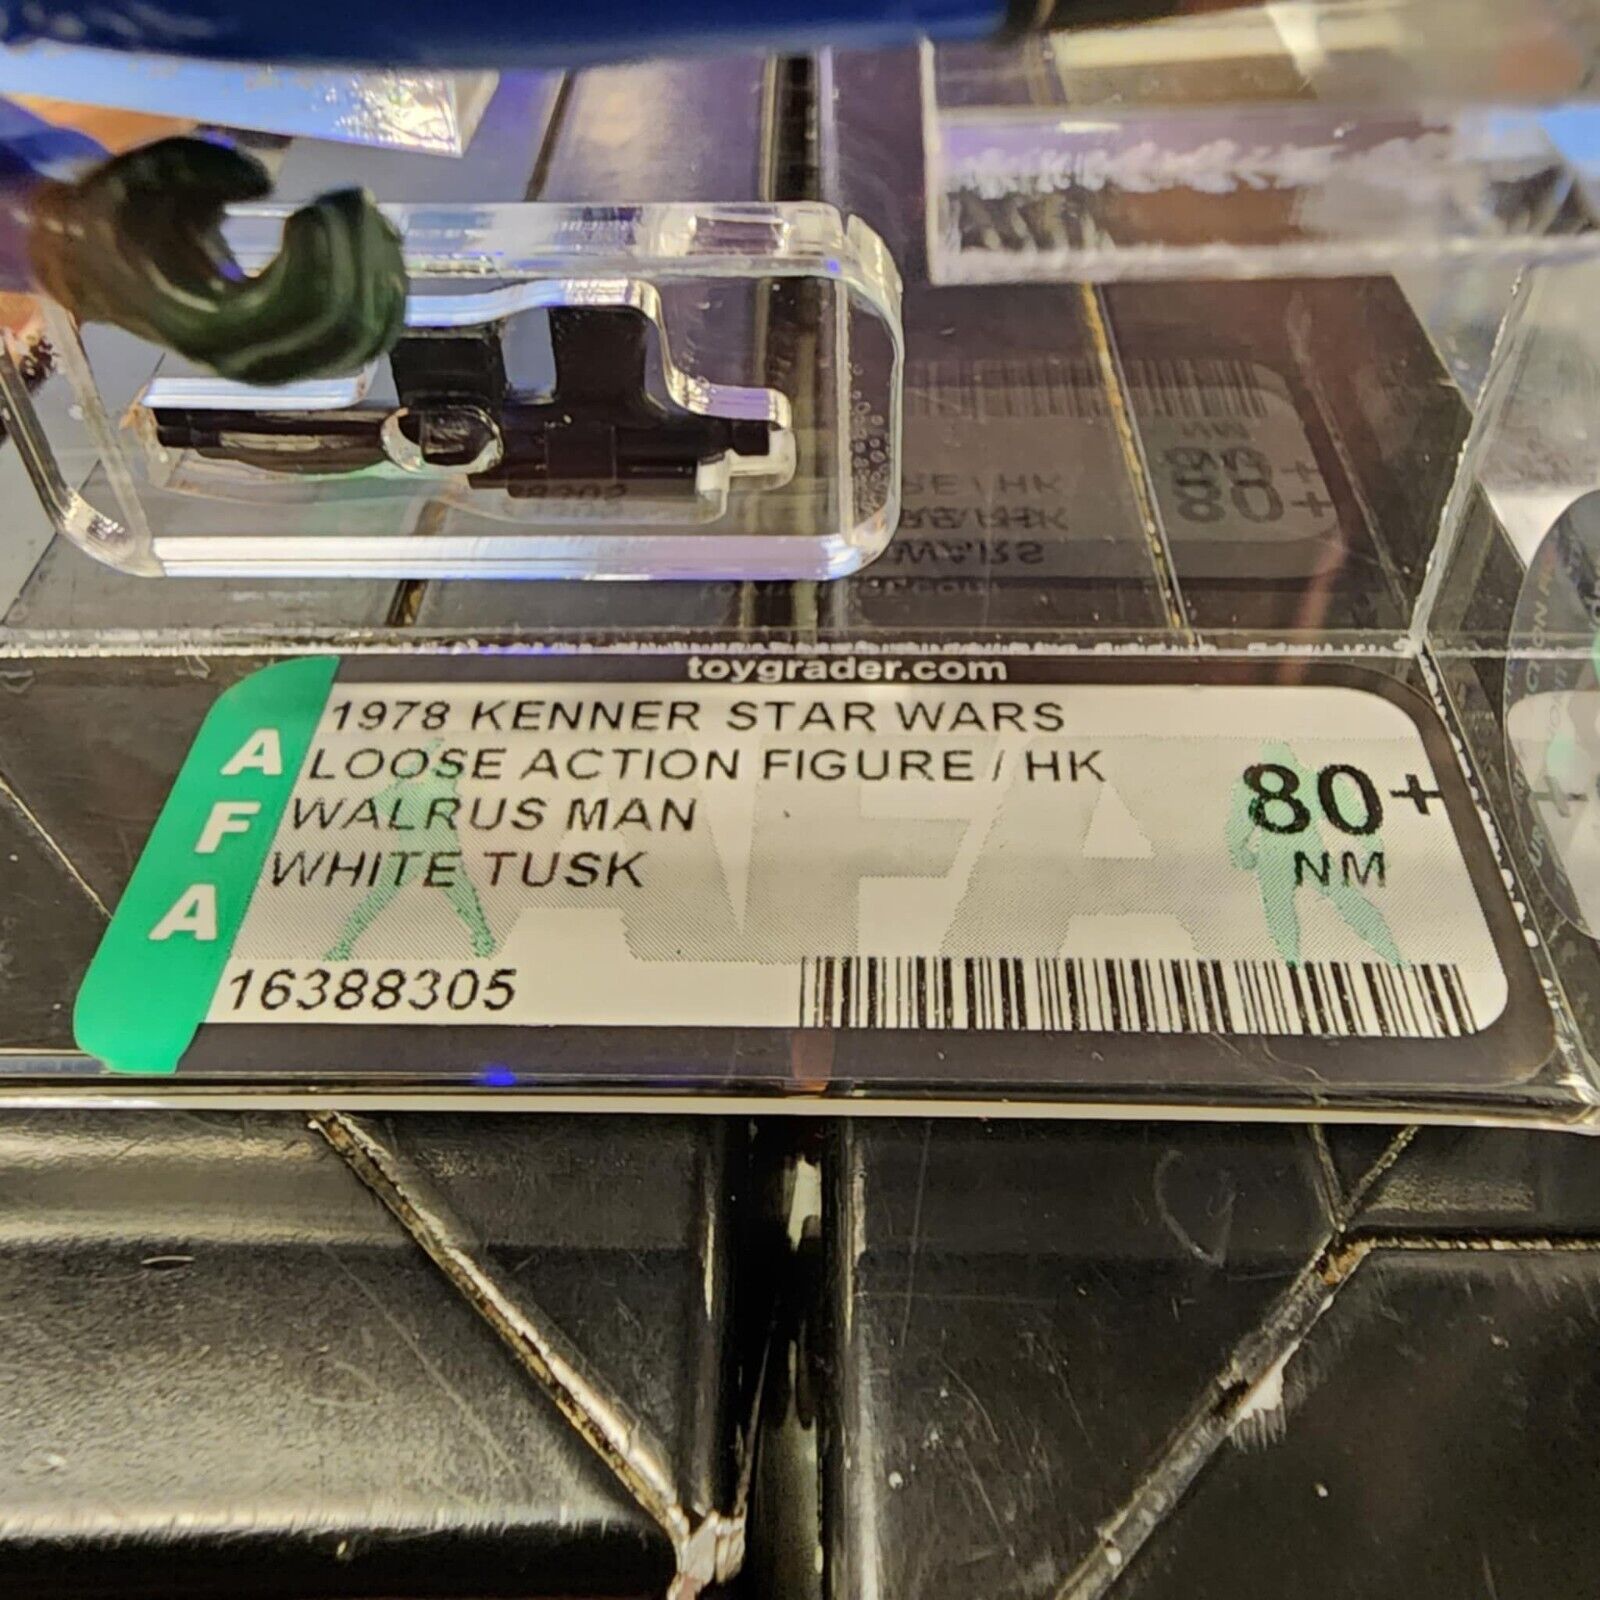 toygrader.com
AFA
1978 KENNER STAR WARS
LOOSE ACTION FIGURE / HK
WALRUS MAN
WHITE TUSK
80+
NM
16388305